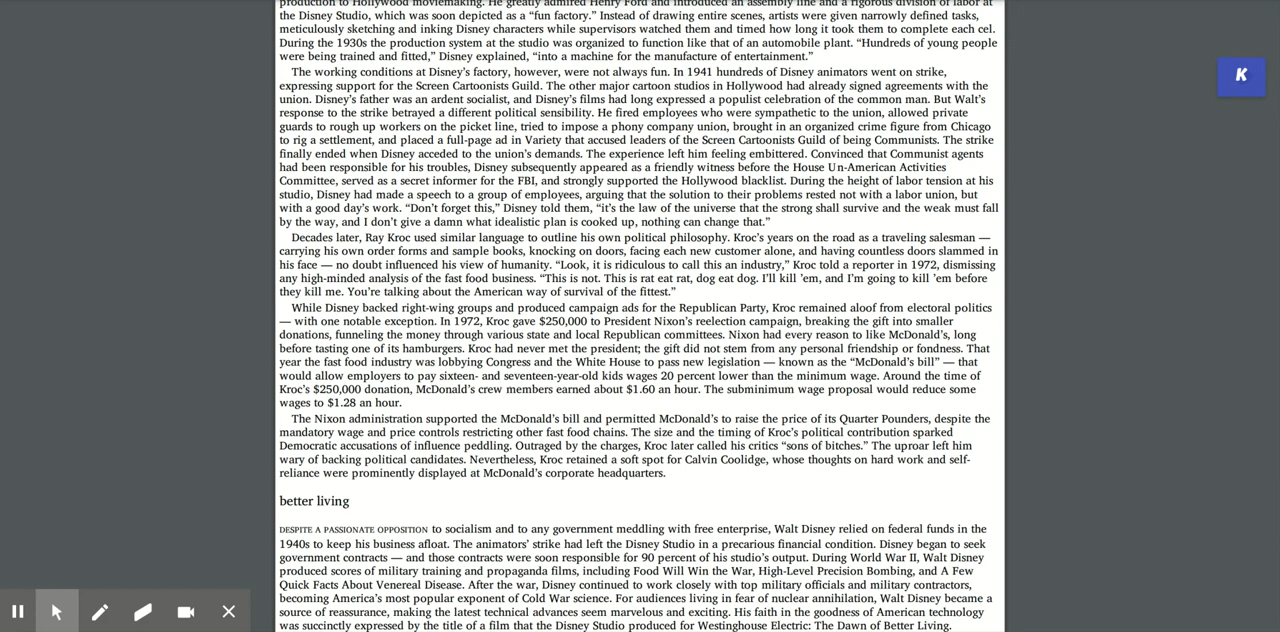 production to Hollywood moviemaking. He greatly admired Henry Ford and introduced an assembly line and a rigorous division of labor at
the Disney Studio, which was soon depicted as a “fun factory.” Instead of drawing entire scenes, artists were given narrowly defined tasks,
meticulously sketching and inking Disney characters while supervisors watched them and timed how long it took them to complete each cel.
During the 1930s the production system at the studio was organized to function like that of an automobile plant. “Hundreds of young people
were being trained and fitted,” Disney explained, “into a machine for the manufacture of entertainment.”
The working conditions at Disney’s factory, however, were not always fun. In 1941 hundreds of Disney animators went on strike,
expressing support for the Screen Cartoonists Guild. The other major cartoon studios in Hollywood had already signed agreements with the
union. Disney’s father was an ardent socialist, and Disney’s films had long expressed a populist celebration of the common man. But Walt’s
response to the strike betrayed a different political sensibility. He fired employees who were sympathetic to the union, allowed private
guards to rough up workers on the picket line, tried to impose a phony company union, brought in an organized crime figure from Chicago
to rig a settlement, and placed a full-page ad in Variety that accused leaders of the Screen Cartoonists Guild of being Communists. The strike
finally ended when Disney acceded to the union’s demands. The experience left him feeling embittered. Convinced that Communist agents
had been responsible for his troubles, Disney subsequently appeared as a friendly witness before the House Un-American Activities
Committee, served as a secret informer for the FBI, and strongly supported the Hollywood blacklist. During the height of labor tension at his
studio, Disney had made a speech to a group of employees, arguing that the solution to their problems rested not with a labor union, but
with a good day’s work. “Don’t forget this,” Disney told them, “it’s the law of the universe that the strong shall survive and the weak must fall
by the way, and I don’t give a damn what idealistic plan is cooked up, nothing can change that.”
Decades later, Ray Kroc used similar language to outline his own political philosophy. Kroc’s years on the road as a traveling salesman —
carrying his own order forms and sample books, knocking on doors, facing each new customer alone, and having countless doors slammed in
his face — no doubt influenced his view of humanity. “Look, it is ridiculous to call this an industry,” Kroc told a reporter in 1972, dismissing
any high-minded analysis of the fast food business. “This is not. This is rat eat rat, dog eat dog. I’ll kill ’em, and I’m going to kill ’em before
they kill me. You’re talking about the American way of survival of the fittest.”
While Disney backed right-wing groups and produced campaign ads for the Republican Party, Kroc remained aloof from electoral politics
— with one notable exception. In 1972, Kroc gave $250,000 to President Nixon’s reelection campaign, breaking the gift into smaller
donations, funneling the money through various state and local Republican committees. Nixon had every reason to like McDonald’s, long
before tasting one of its hamburgers. Kroc had never met the president; the gift did not stem from any personal friendship or fondness. That
year the fast food industry was lobbying Congress and the White House to pass new legislation — known as the “McDonald’s bill” — that
would allow employers to pay sixteen- and seventeen-year-old kids wages 20 percent lower than the minimum wage. Around the time of
Kroc’s $250,000 donation, McDonald’s crew members earned about $1.60 an hour. The subminimum wage proposal would reduce some
wages to $1.28 an hour.
The Nixon administration supported the McDonald’s bill and permitted McDonald’s to raise the price of its Quarter Pounders, despite the
mandatory wage and price controls restricting other fast food chains. The size and the timing of Kroc’s political contribution sparked
Democratic accusations of influence peddling. Outraged by the charges, Kroc later called his critics “sons of bitches.” The uproar left him
wary of backing political candidates. Nevertheless, Kroc retained a soft spot for Calvin Coolidge, whose thoughts on hard work and self-
reliance were prominently displayed at McDonald’s corporate headquarters.
better living
DESPITE A PASSIONATE OPPOSITION to socialism and to any government meddling with free enterprise, Walt Disney relied on federal funds in the
1940s to keep his business afloat. The animators’ strike had left the Disney Studio in a precarious financial condition. Disney began to seek
government contracts — and those contracts were soon responsible for 90 percent of his studio’s output. During World War II, Walt Disney
produced scores of military training and propaganda films, including Food Will Win the War, High-Level Precision Bombing, and A Few
Quick Facts About Venereal Disease. After the war, Disney continued to work closely with top military officials and military contractors,
becoming America’s most popular exponent of Cold War science. For audiences living in fear of nuclear annihilation, Walt Disney became a
source of reassurance, making the latest technical advances seem marvelous and exciting. His faith in the goodness of American technology
was succinctly expressed by the title of a film that the Disney Studio produced for Westinghouse Electric: The Dawn of Better Living.
K